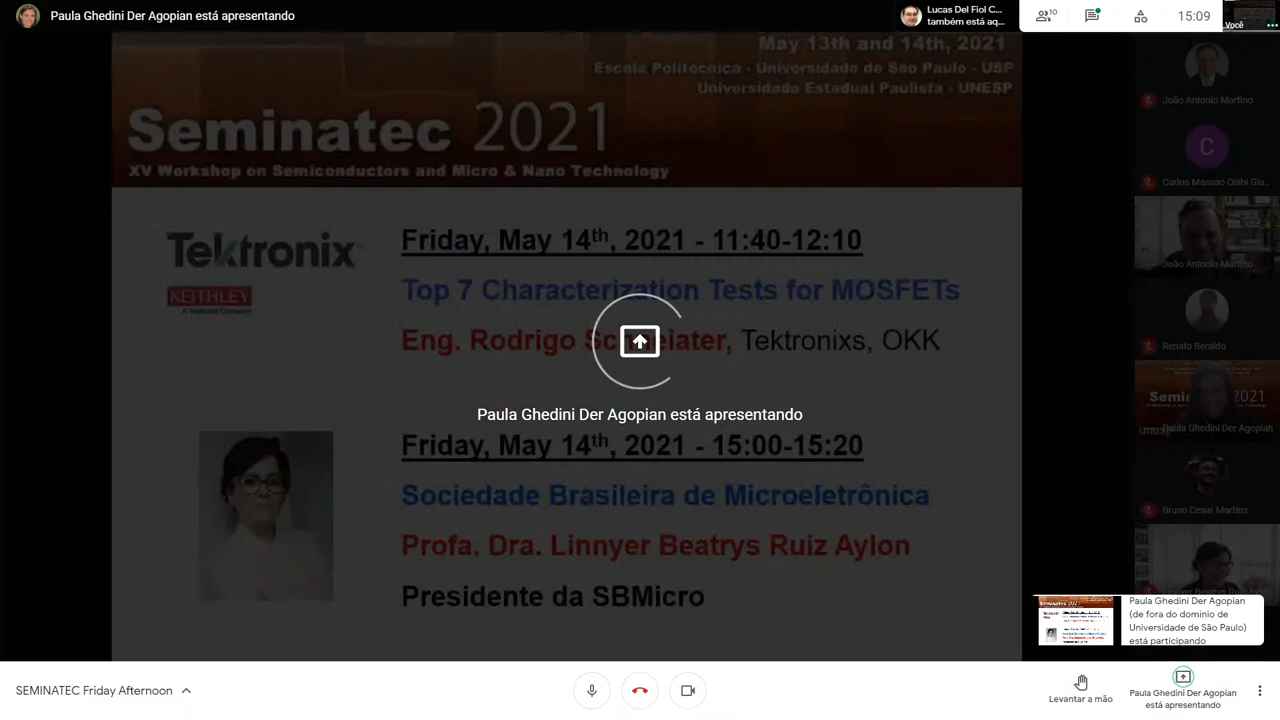 Paula Ghedini Der Agopian está apresentando
Lucas Del Fiol C...
também está aq...
10
15:09
Você
May 13th and 14th, 2021
Escola Politecnica - Universidade de São Paulo - USP
Universidade Estadual Paulista - UNESP
Seminatec 2021
XV Workshop on Semiconductors and Micro & Nano Technology
João Antonio Martino
C
Carlos Massao Oishi Giu...
João Antonio Martino
Renato Beraldo
Paula Ghedini Der Agopian
Bruno Cesar Martins
Tektronix
KEITHLEY
A Tektronix Company
Friday, May 14th, 2021 - 11:40-12:10
Top 7 Characterization Tests for MOSFETs
Eng. Rodrigo Tektronixs, OKK
Paula Ghedini Der Agopian está apresentando
Friday, May 14th, 2021 - 15:00-15:20
Sociedade Brasileira de Microeletrônica
Profa. Dra. Linnyer Beatrys Ruiz Aylon
Presidente da SBMicro
Paula Ghedini Der Agopian
(de fora do domínio de
Universidade de São Paulo)
está participando
SEMINATEC Friday Afternoon
Levantar a mão
Paula Ghedini Der Agopian
está apresentando